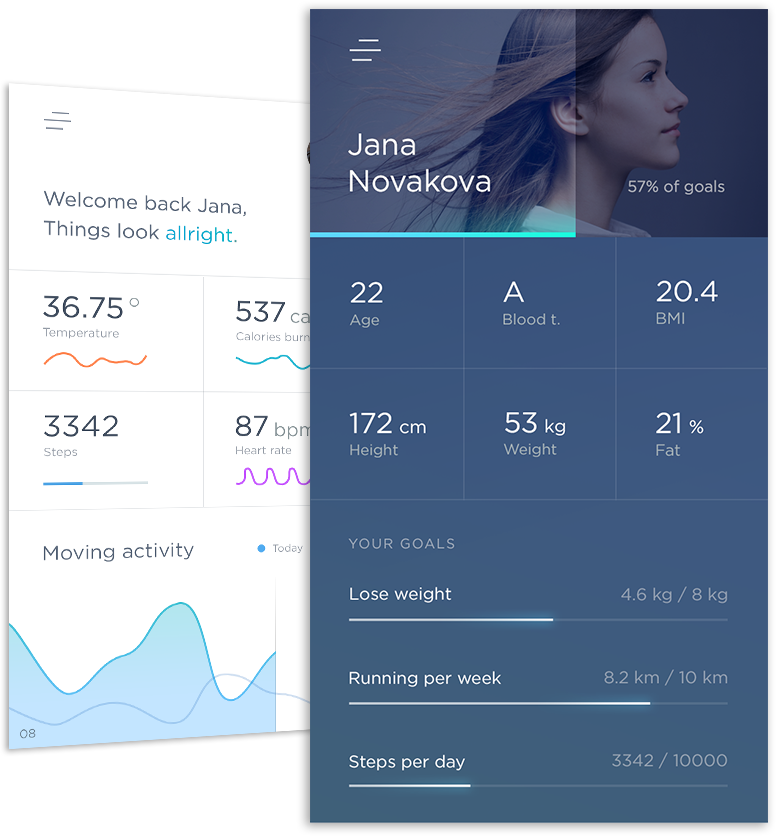 Welcome back Jana,
Things look allright.
36.75 °
Temperature
537 ca
Calories burn
3342
Steps
87 bpm
Heart rate
Moving activity
Today
08
Jana
Novakova
57% of goals
22
Age
A
Blood t.
20.4
BMI
172 cm
Height
53 kg
Weight
21 %
Fat
YOUR GOALS
Lose weight
4.6 kg / 8 kg
Running per week
8.2 km / 10 km
Steps per day
3342 / 10000